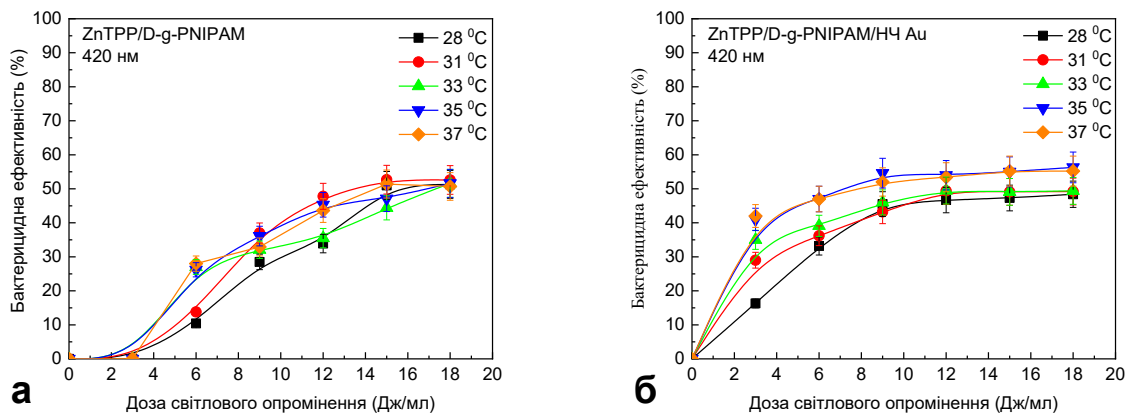 ZnTPP/D-g-PNIPAM
420 нм
28 ⁰C
31 ⁰C
33 ⁰C
35 ⁰C
37 ⁰C
Бактерицидна ефективність (%)
100
90
80
70
60
50
40
30
20
10
0
0 2 4 6 8 10 12 14 16 18 20
Доза світлового опромінення (Дж/мл)
а
ZnTPP/D-g-PNIPAM/НЧ Au
420 нм
28 ⁰C
31 ⁰C
33 ⁰C
35 ⁰C
37 ⁰C
Бактерицидна ефективність (%)
100
90
80
70
60
50
40
30
20
10
0
0 2 4 6 8 10 12 14 16 18 20
Доза світлового опромінення (Дж/мл)
б